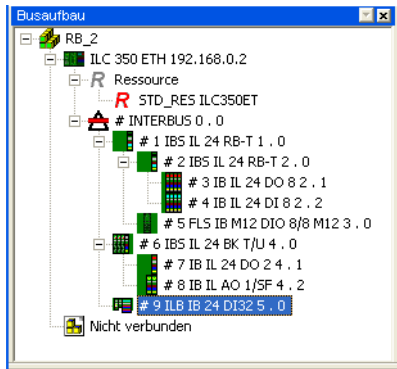 Busaufbau
RB_2
ILC 350 ETH 192.168.0.2
R Ressource
R STD_RES ILC350ET
# INTERBUS 0 . 0
# 1 IBS IL 24 RB-T 1 . 0
# 2 IBS IL 24 RB-T 2 . 0
# 3 IB IL 24 DO 8 2 . 1
# 4 IB IL 24 DI 8 2 . 2
# 5 FLS IB M12 DIO 8/8 M12 3 . 0
# 6 IBS IL 24 BK T/U 4 . 0
# 7 IB IL 24 DO 2 4 . 1
# 8 IB IL AO 1/SF 4 . 2
# 9 ILB IB 24 DI32 5 . 0
Nicht verbunden